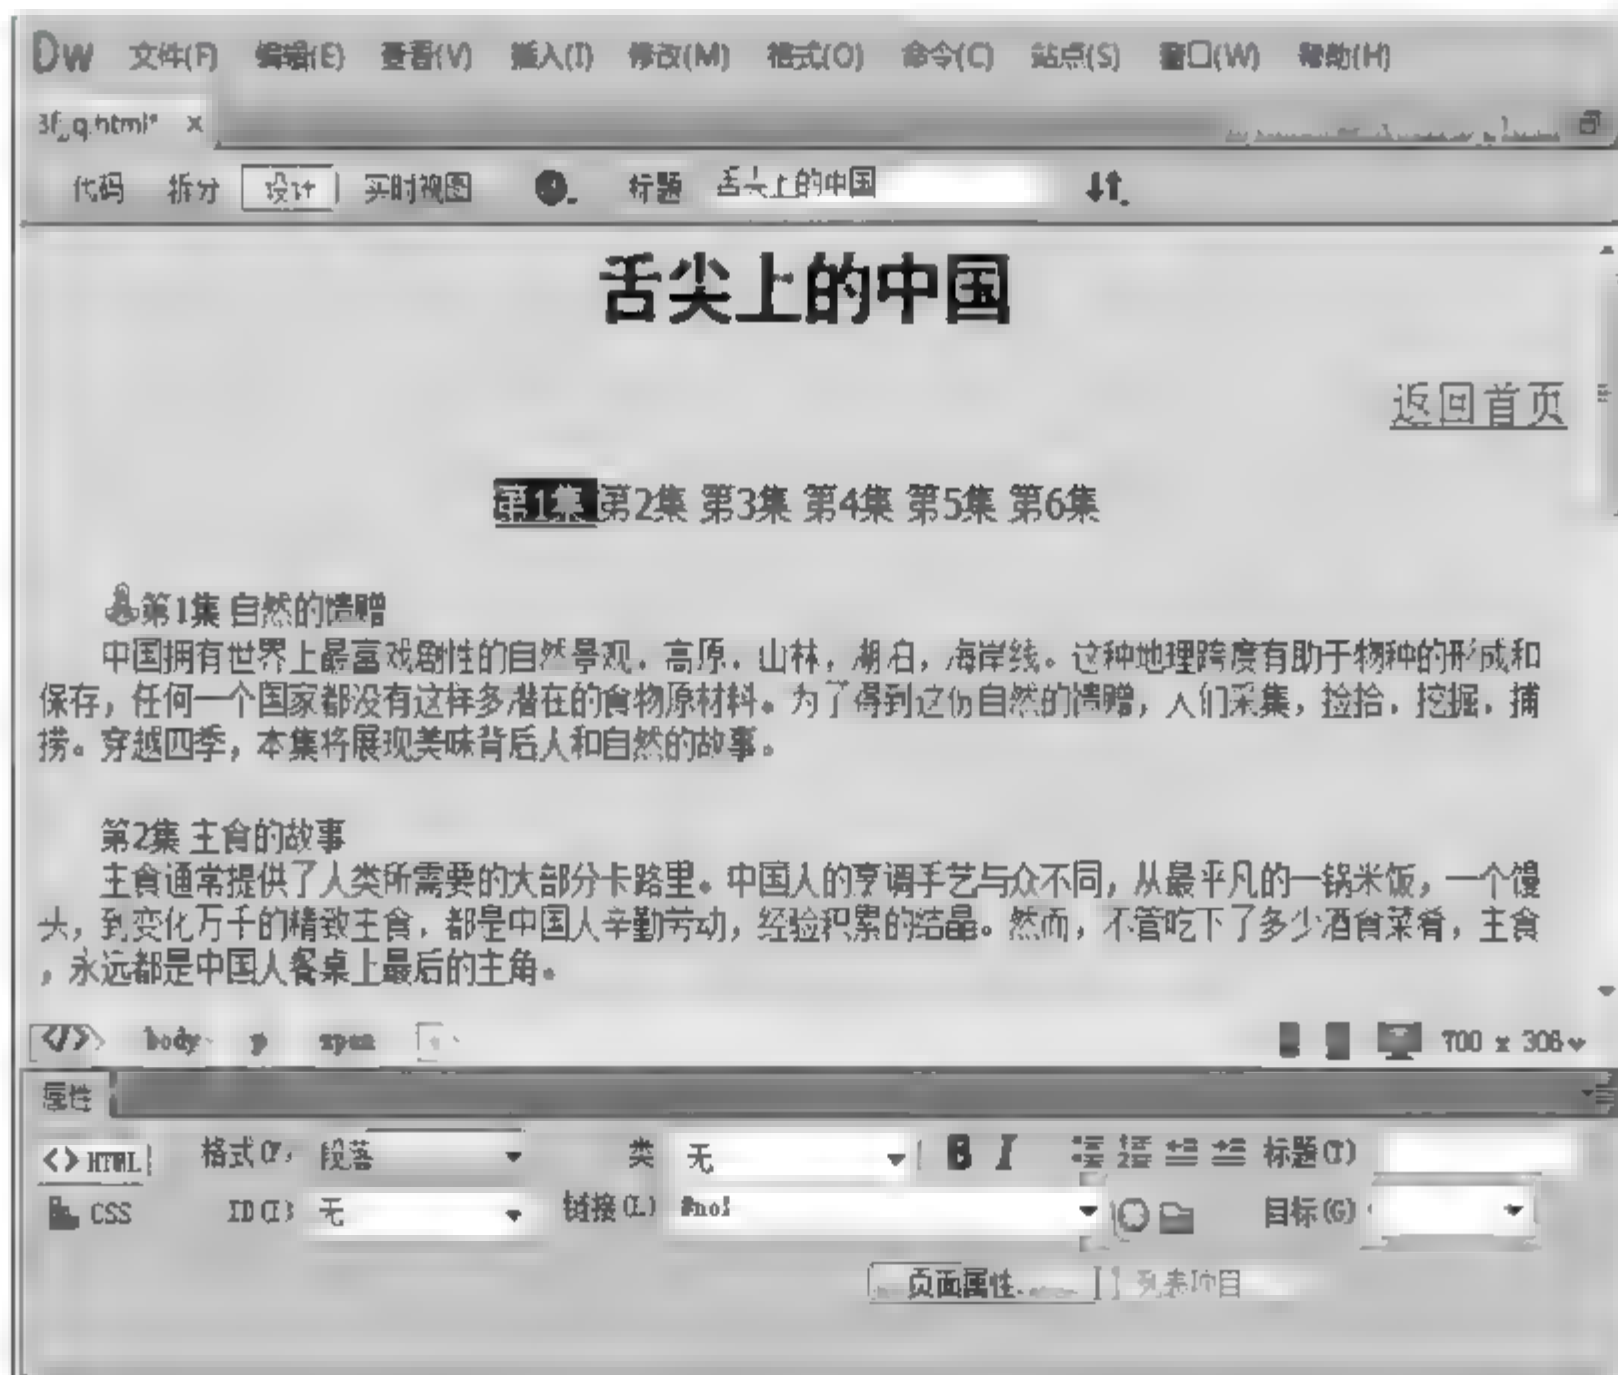 Dw 文件(F) 编辑(E) 查看(V) 插入(I) 修改(M) 格式(O) 命令(C) 站点(S) 窗口(W) 帮助(H)
3f_q.html* ×
代码 拆分 设计 实时视图 标题 舌尖上的中国
舌尖上的中国
返回首页
第1集 第2集 第3集 第4集 第5集 第6集
第1集 自然的馈赠
中国拥有世界上最富戏剧性的自然景观，高原，山林，湖泊，海岸线。这种地理跨度有助于物种的形成和
保存，任何一个国家都没有这样多潜在的食物原材料。为了得到这份自然的馈赠，人们采集，捡拾，挖掘，捕
捞。穿越四季，本集将展现美味背后人和自然的故事。
第2集 主食的故事
主食通常提供了人类所需要的大部分卡路里。中国人的烹调手艺与众不同，从最平凡的一锅米饭，一个馒
头，到变化万千的精致主食，都是中国人辛勤劳动，经验积累的结晶。然而，不管吃下了多少酒食菜肴，主食
，永远都是中国人餐桌上最后的主角。
</> body p span 700 x 306
属性
<> HTML 格式(F) 段落 类 无 B I 标题(T)
CSS ID(I) 无 链接(L) 目标(G)
页面属性... 列表项目